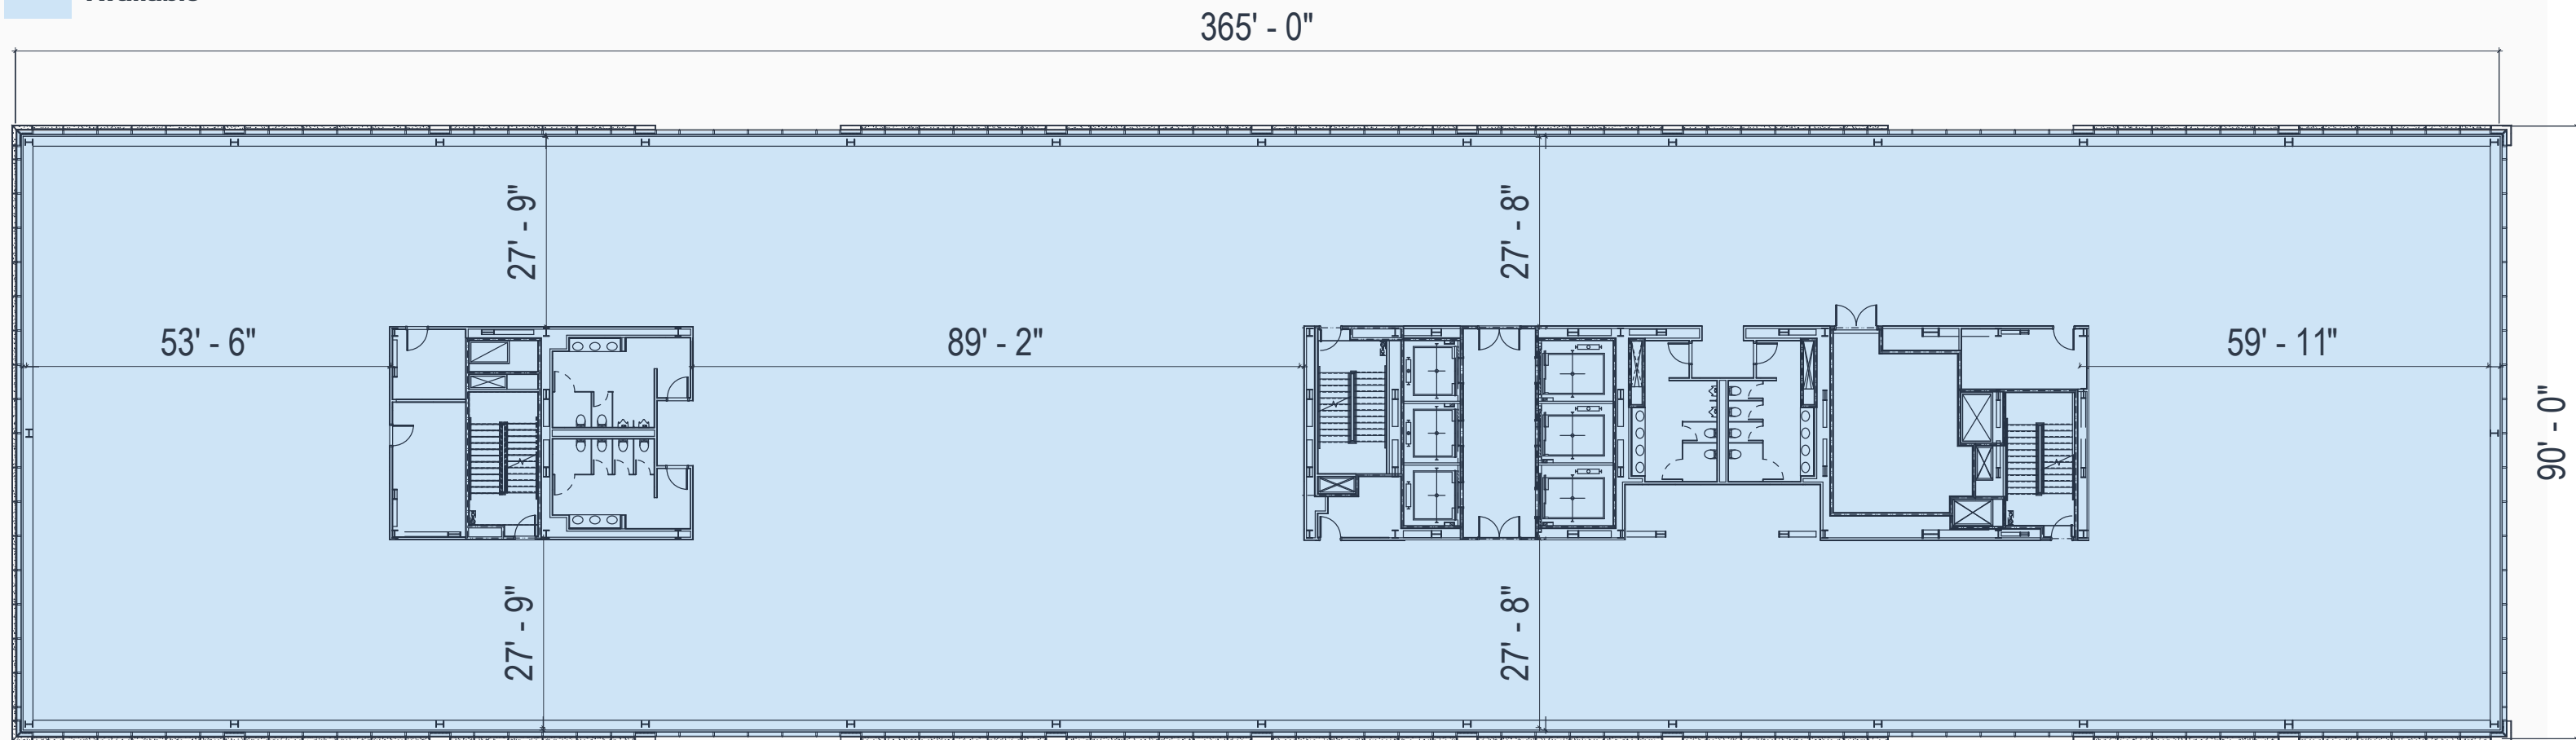 365' - 0"
27' - 9"
27' - 8"
53' - 6"
89' - 2"
59' - 11"
90' - 0"
27' - 9"
27' - 8"